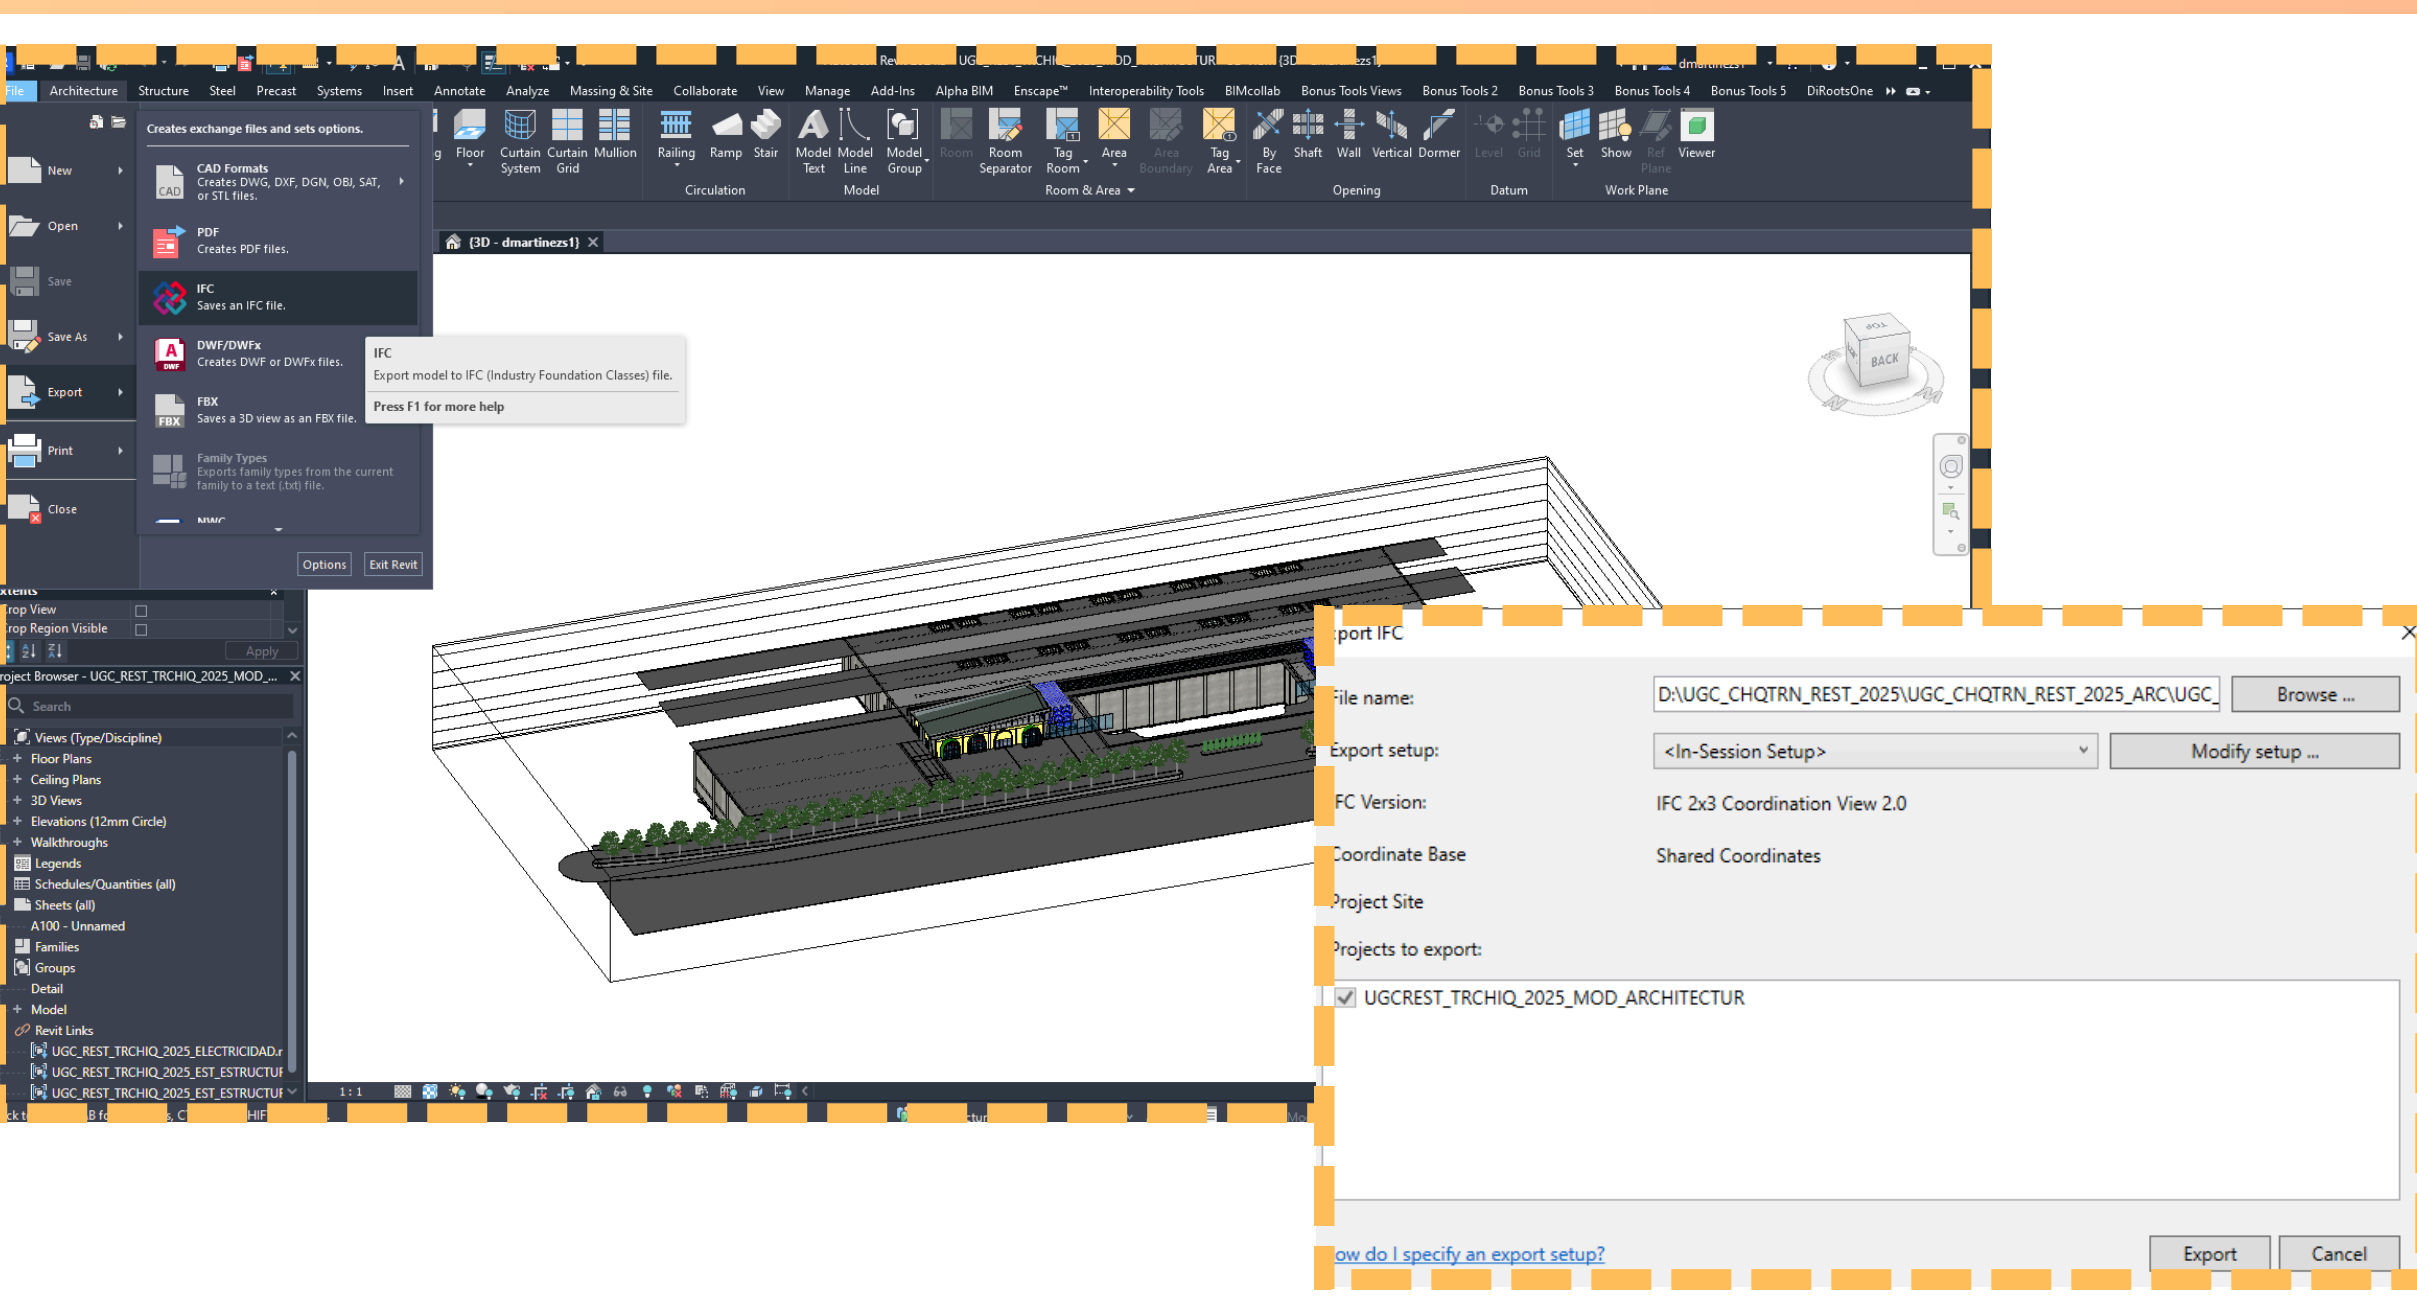 File Architecture Structure Steel Precast Systems Insert Annotate Analyze Massing & Site Collaborate View Manage Add-Ins Alpha BIM Enscape™ Interoperability Tools BIMcollab Bonus Tools Views Bonus Tools 2 Bonus Tools 3 Bonus Tools 4 Bonus Tools 5 DiRootsOne
New
Open
Save
Save As
Export
Print
Close
Creates exchange files and sets options.
CAD
CAD Formats
Creates DWG, DXF, DGN, OBJ, SAT,
or STL files.
PDF
Creates PDF files.
IFC
Saves an IFC file.
DWF
DWF/DWFx
Creates DWF or DWFx files.
FBX
FBX
Saves a 3D view as an FBX file.
Family Types
Exports family types from the current
family to a text (.txt) file.
NWC
Options Exit Revit
IFC
Export model to IFC (Industry Foundation Classes) file.
Press F1 for more help
Floor
Curtain System
Curtain Grid
Mullion
Railing
Ramp
Stair
Circulation
Model Text
Model Line
Model Group
Model
Room
Room Separator
Tag Room
Area
Area Boundary
Tag Area
Room & Area
By Face
Shaft
Wall
Vertical
Dormer
Opening
Level
Grid
Datum
Set
Show
Ref Plane
Viewer
Work Plane
{3D - dmartinezs1}
TOP
BACK
Crop View
Crop Region Visible
Apply
Project Browser - UGC_REST_TRCHIQ_2025_MOD_...
Search
Views (Type/Discipline)
Floor Plans
Ceiling Plans
3D Views
Elevations (12mm Circle)
Walkthroughs
Legends
Schedules/Quantities (all)
Sheets (all)
A100 - Unnamed
Families
Groups
Detail
Model
Revit Links
UGC_REST_TRCHIQ_2025_ELECTRICIDAD.r
UGC_REST_TRCHIQ_2025_EST_ESTRUCTUR
UGC_REST_TRCHIQ_2025_EST_ESTRUCTUR
1:1
port IFC
File name:
D:\UGC_CHQTRN_REST_2025\UGC_CHQTRN_REST_2025_ARC\UGC_
Browse ...
Export setup:
<In-Session Setup>
Modify setup ...
FC Version:
IFC 2x3 Coordination View 2.0
Coordinate Base
Shared Coordinates
Project Site
Projects to export:
UGCREST_TRCHIQ_2025_MOD_ARCHITECTUR
ow do I specify an export setup?
Export
Cancel